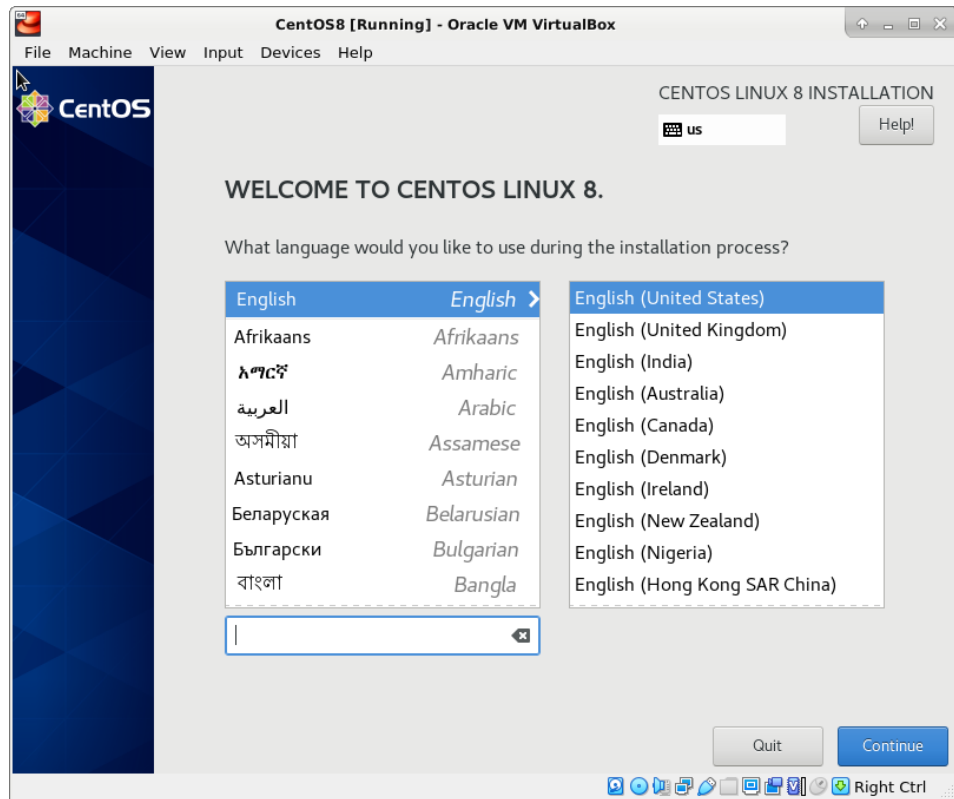 CentOS8 [Running] - Oracle VM VirtualBox
File Machine View Input Devices Help
CentOS
CENTOS LINUX 8 INSTALLATION
us
Help!
WELCOME TO CENTOS LINUX 8.
What language would you like to use during the installation process?
English English
Afrikaans Afrikaans
አማርኛ Amharic
العربية Arabic
অসমীয়া Assamese
Asturianu Asturian
Беларуская Belarusian
Български Bulgarian
বাংলা Bangla
English (United States)
English (United Kingdom)
English (India)
English (Australia)
English (Canada)
English (Denmark)
English (Ireland)
English (New Zealand)
English (Nigeria)
English (Hong Kong SAR China)
Quit
Continue
Right Ctrl